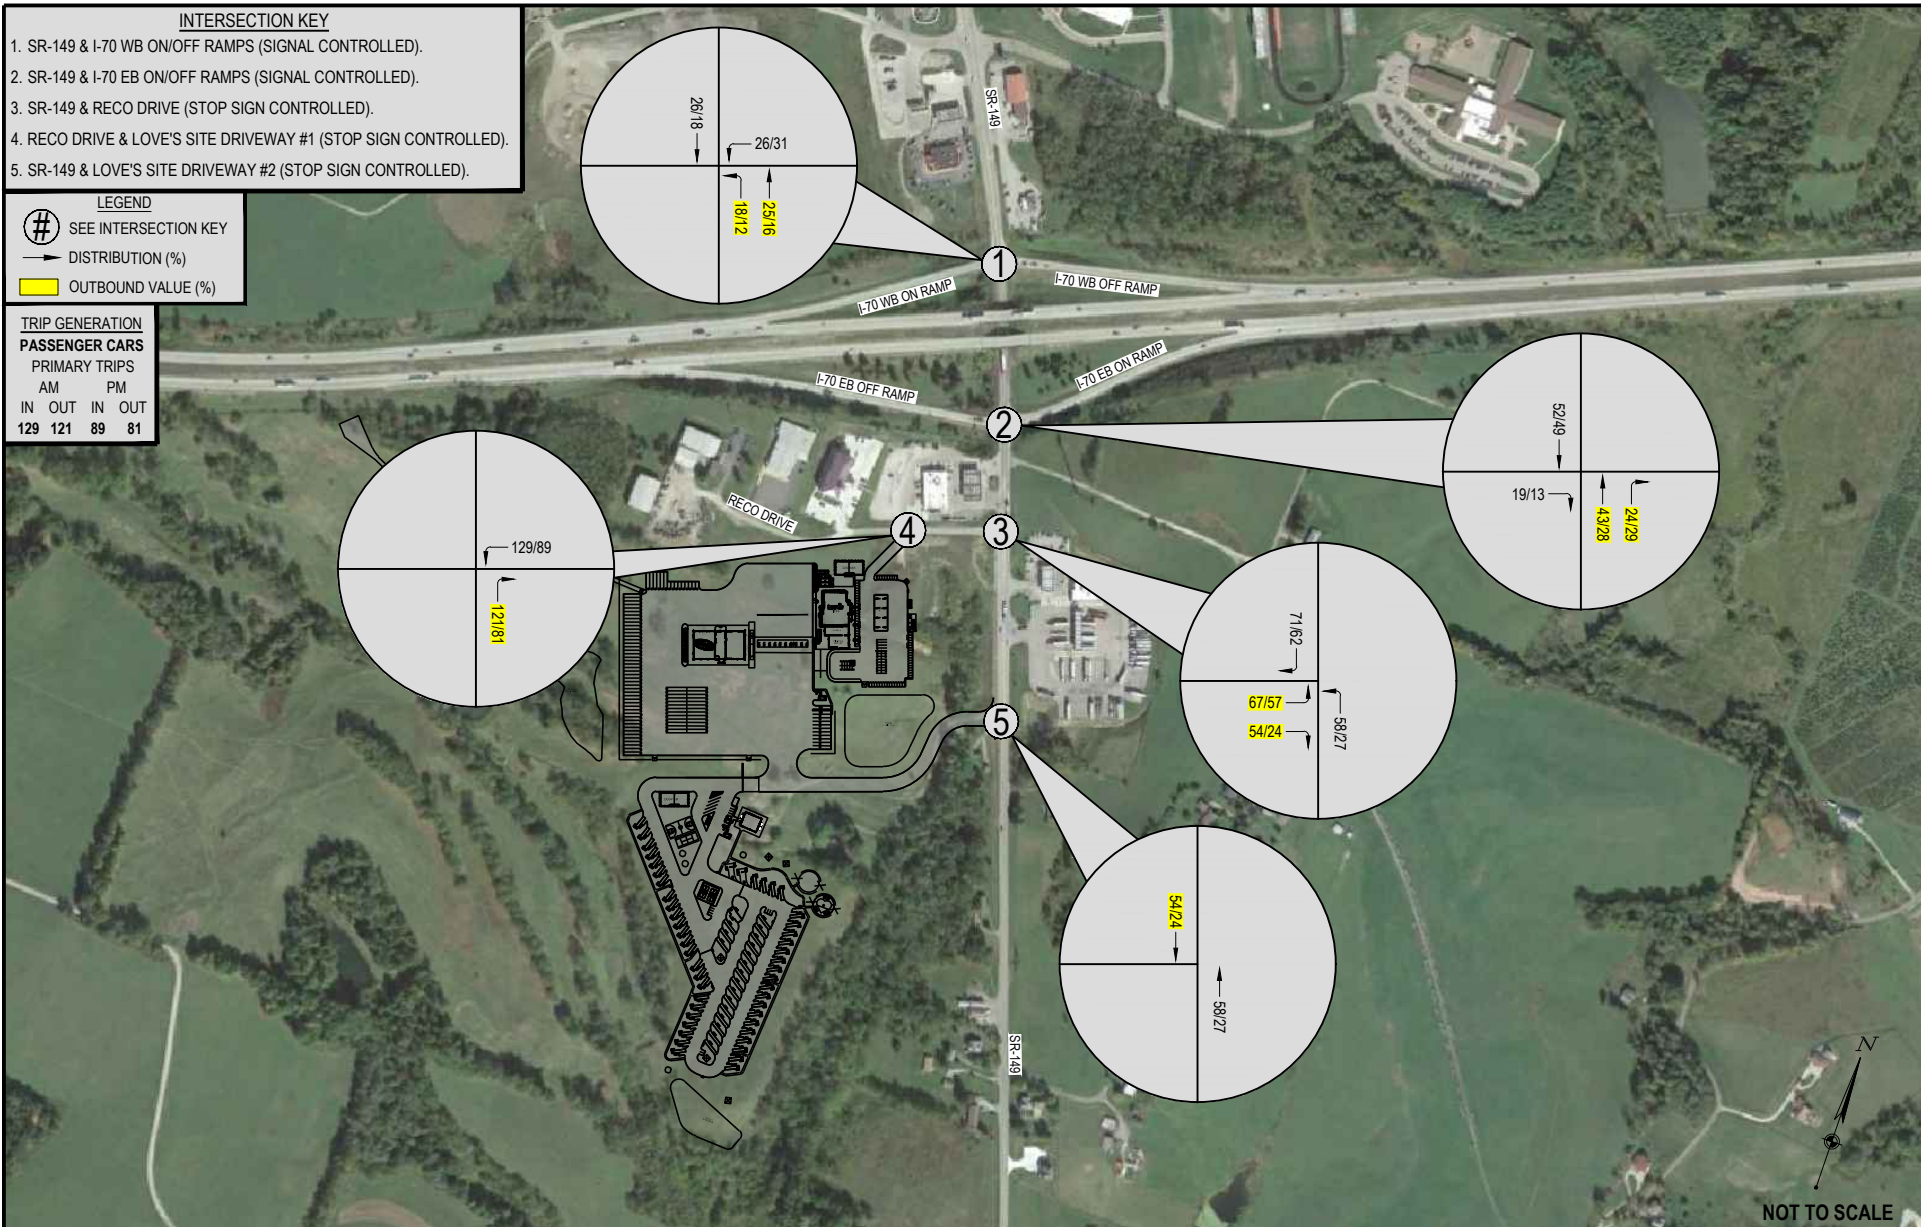 INTERSECTION KEY
1. SR-149 & I-70 WB ON/OFF RAMPS (SIGNAL CONTROLLED).
2. SR-149 & I-70 EB ON/OFF RAMPS (SIGNAL CONTROLLED).
3. SR-149 & RECO DRIVE (STOP SIGN CONTROLLED).
4. RECO DRIVE & LOVE'S SITE DRIVEWAY #1 (STOP SIGN CONTROLLED).
5. SR-149 & LOVE'S SITE DRIVEWAY #2 (STOP SIGN CONTROLLED).
LEGEND
# SEE INTERSECTION KEY
DISTRIBUTION (%)
OUTBOUND VALUE (%)
TRIP GENERATION
PASSENGER CARS
PRIMARY TRIPS
AM PM
IN OUT IN OUT
129 121 89 81
26/18
26/31
18/12
25/16
SR-149
1
I-70 WB ON RAMP
I-70 WB OFF RAMP
I-70 EB OFF RAMP
I-70 EB ON RAMP
2
52/49
19/13
43/28
24/29
RECO DRIVE
4
3
129/89
121/81
71/62
67/57
54/24
58/27
5
54/24
58/27
SR-149
N
NOT TO SCALE